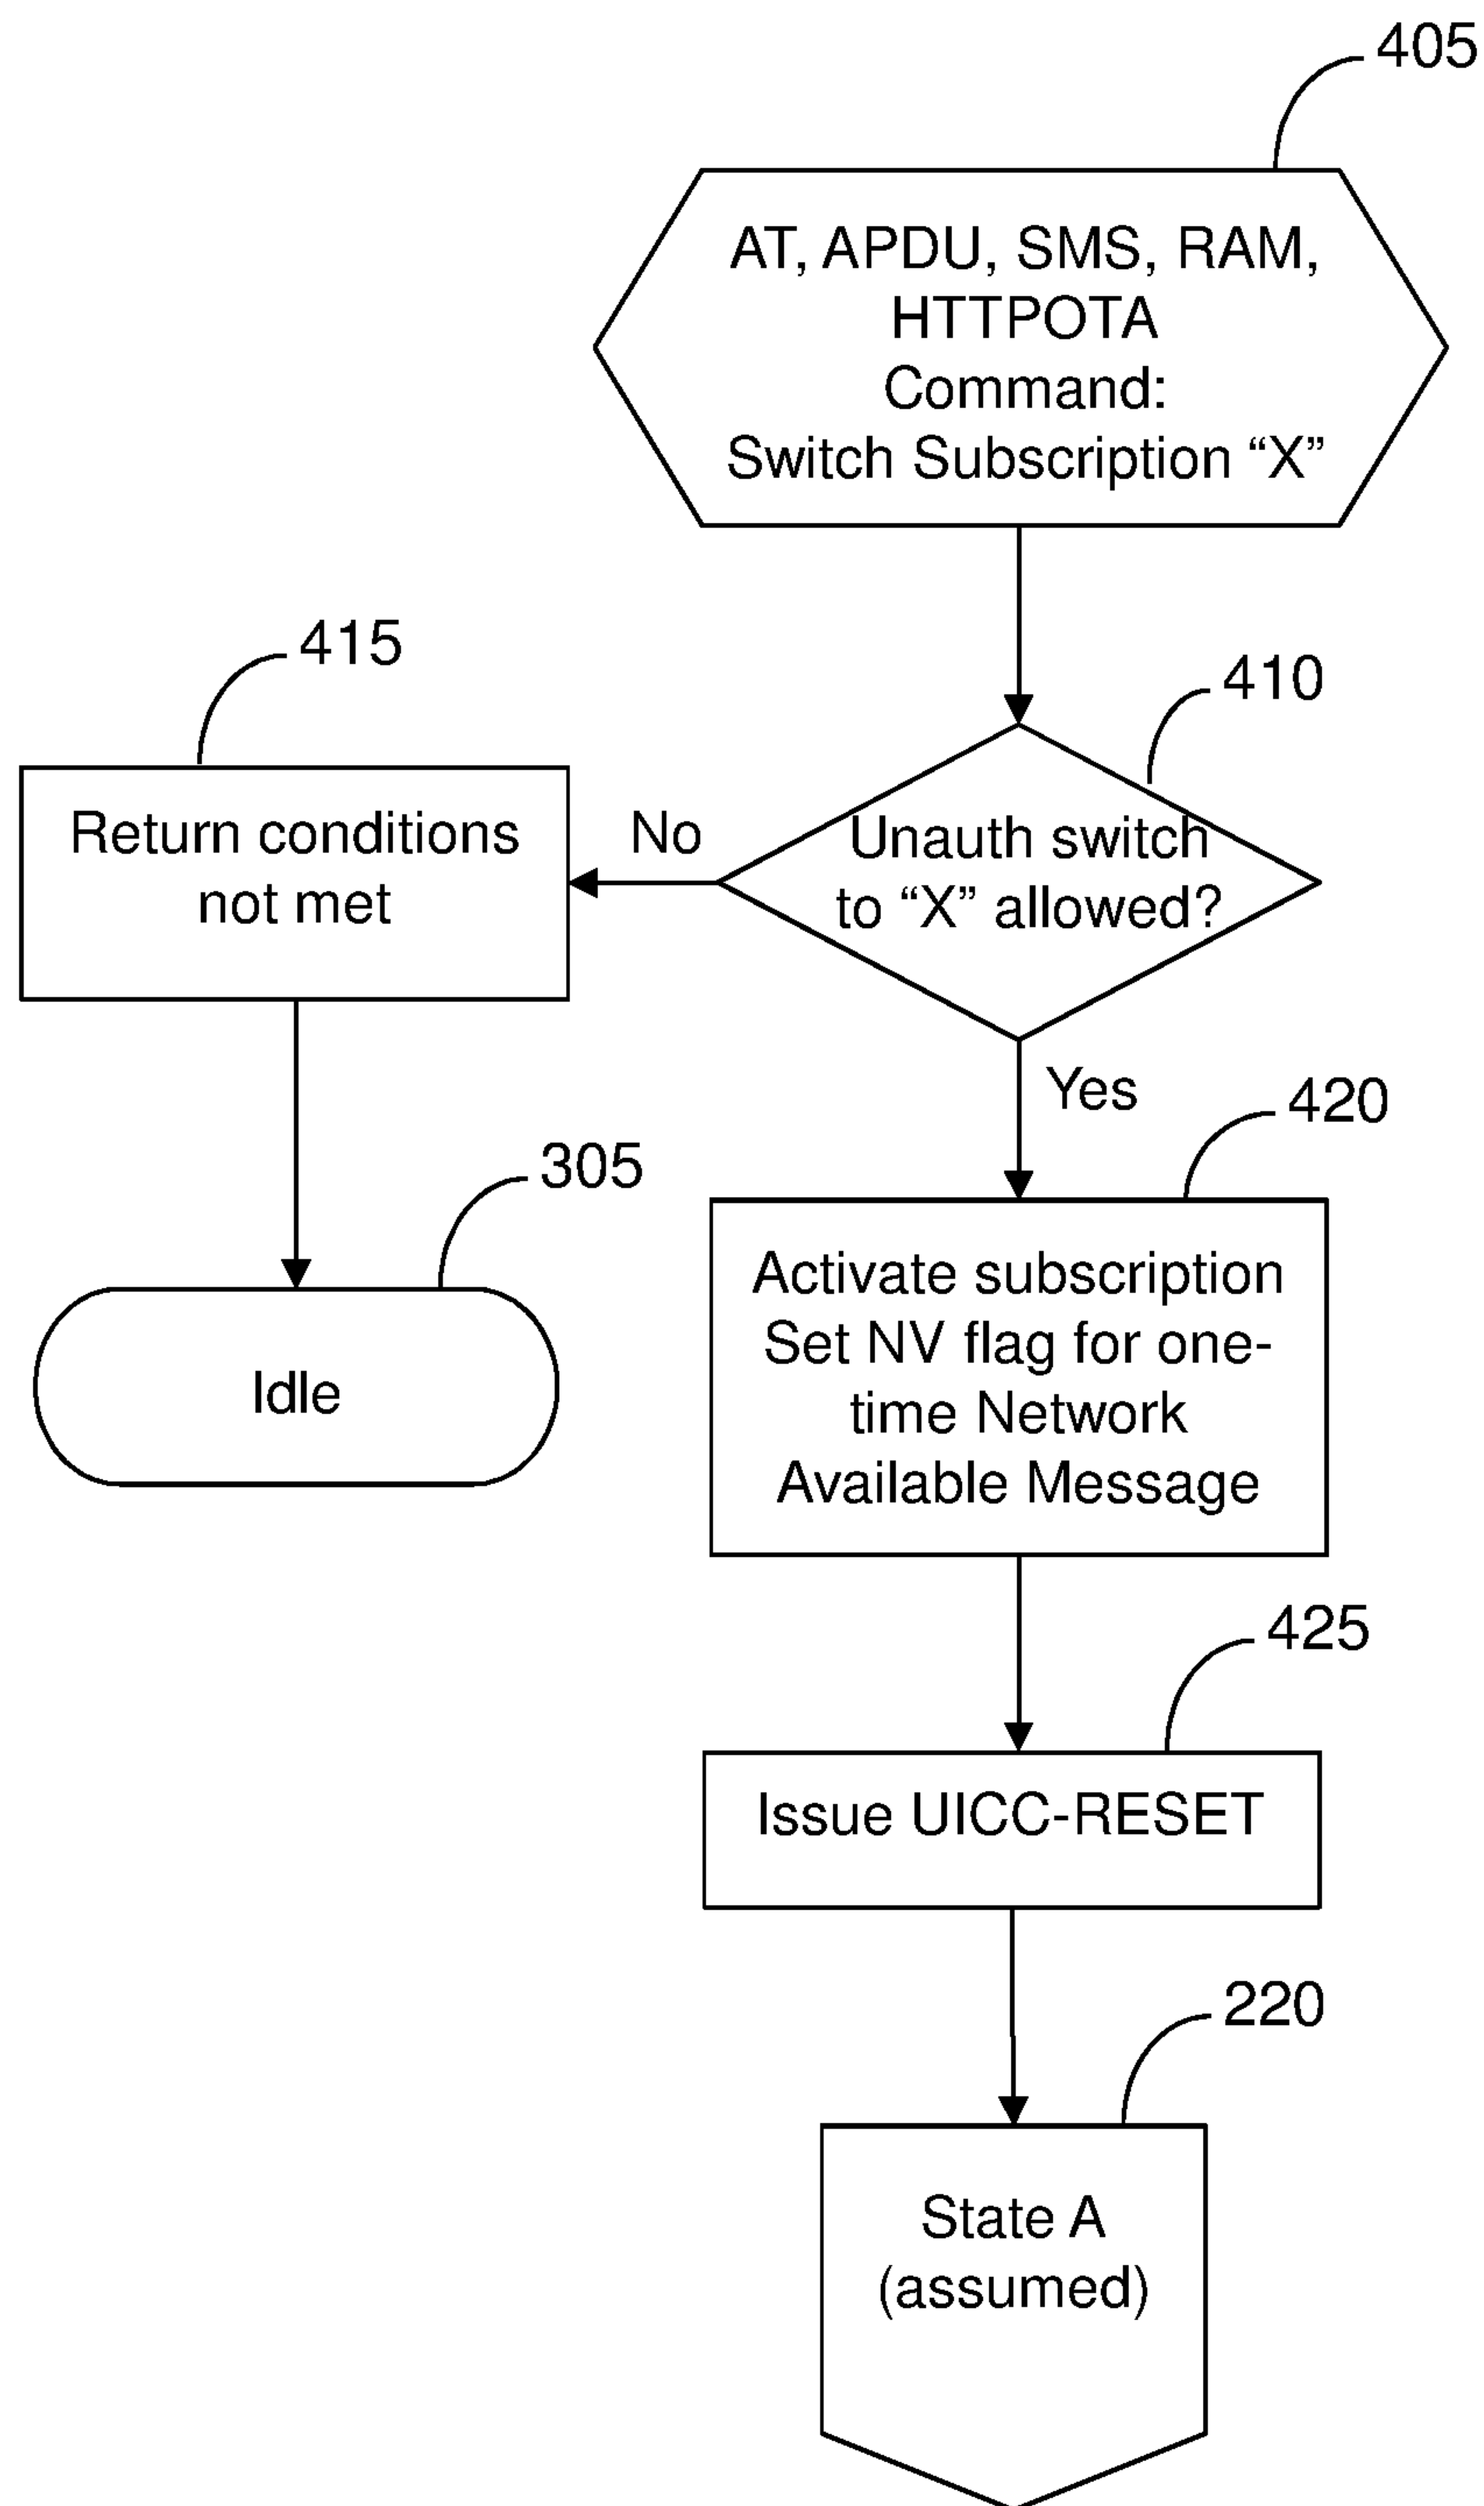 405
AT, APDU, SMS, RAM,
HTTPOTA
Command:
Switch Subscription “X”
415
410
Return conditions
not met
No
Unauth switch
to “X” allowed?
Yes
420
305
Activate subscription
Set NV flag for one-
time Network
Available Message
Idle
425
Issue UICC-RESET
220
State A
(assumed)